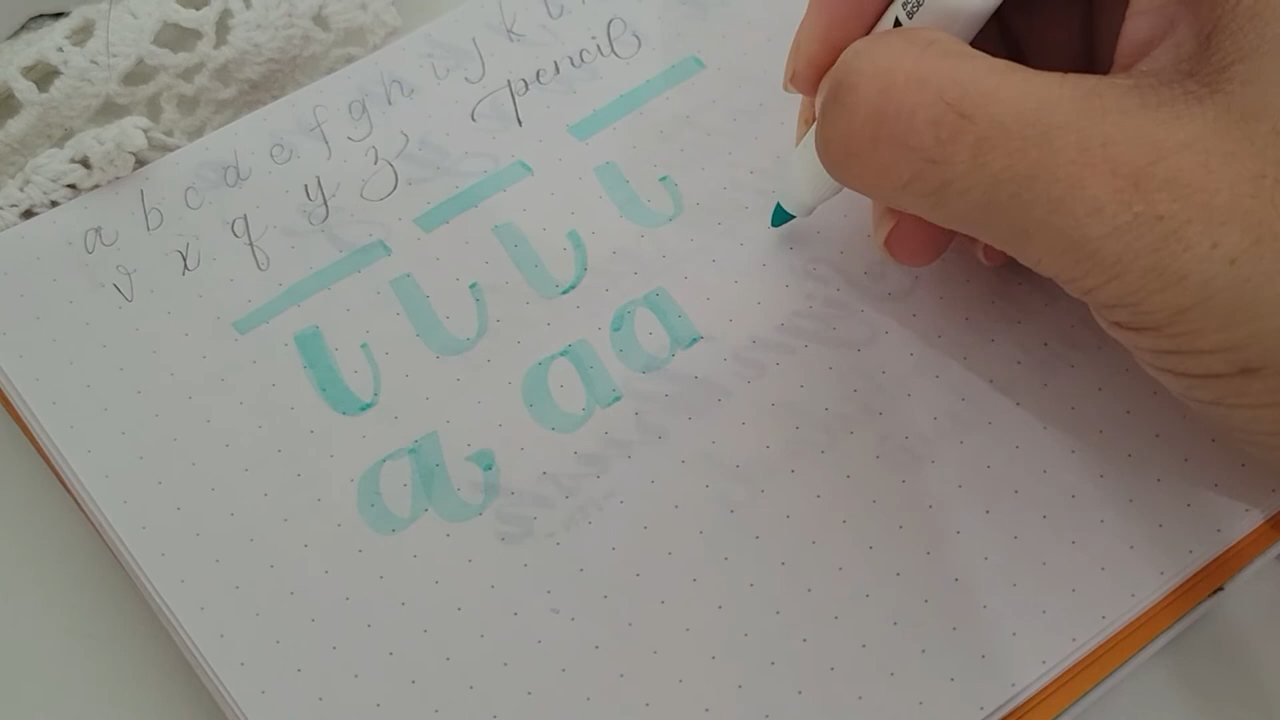 a b c d e f g h i j k l
v x q y z pencil
ι ι ι ι
a a a